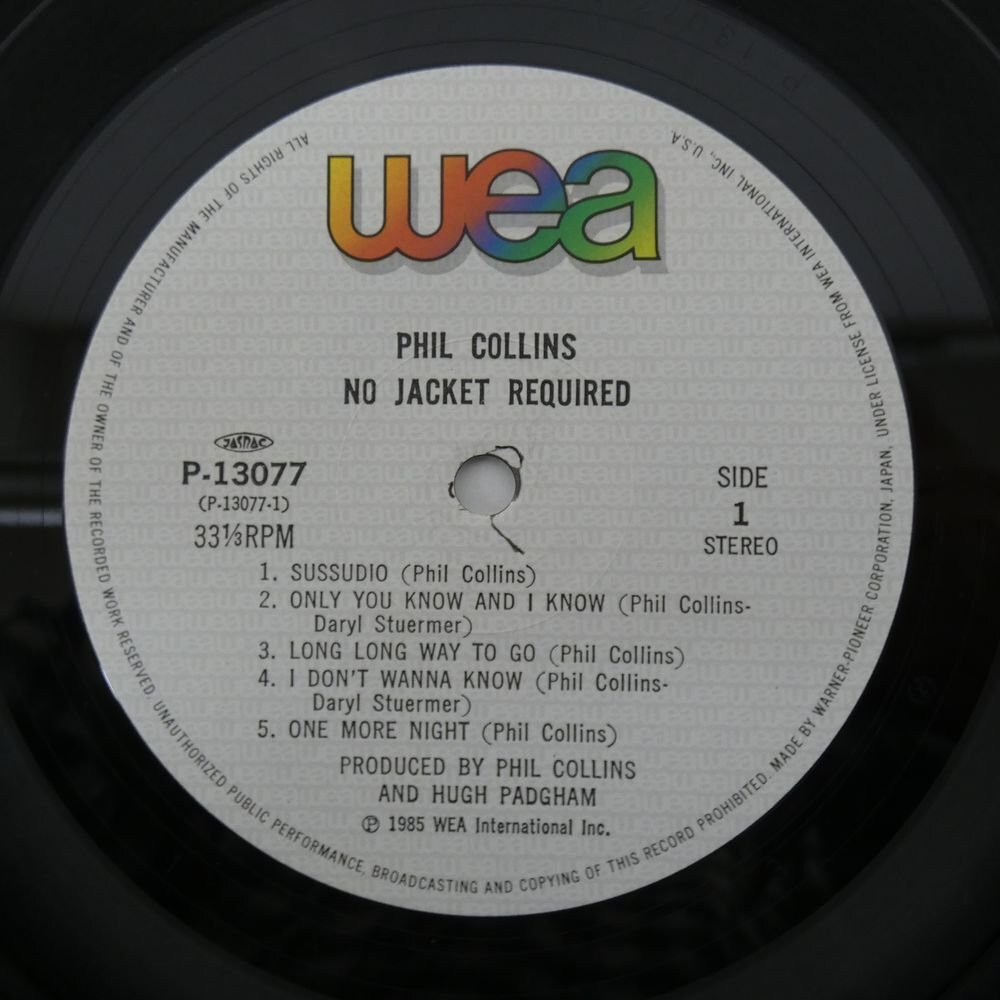 wea
PHIL COLLINS
NO JACKET REQUIRED
JASRAC
P-13077
(P-13077-1)
33⅓RPM
SIDE
1
STEREO
1. SUSSUDIO (Phil Collins)
2. ONLY YOU KNOW AND I KNOW (Phil Collins-
Daryl Stuermer)
3. LONG LONG WAY TO GO (Phil Collins)
4. I DON'T WANNA KNOW (Phil Collins-
Daryl Stuermer)
5. ONE MORE NIGHT (Phil Collins)
PRODUCED BY PHIL COLLINS
AND HUGH PADGHAM
℗ 1985 WEA International Inc.
ALL RIGHTS OF THE MANUFACTURER AND OF THE OWNER OF THE RECORDED WORK RESERVED. UNAUTHORIZED PUBLIC PERFORMANCE, BROADCASTING AND COPYING OF THIS RECORD PROHIBITED. MADE BY WARNER-PIONEER CORPORATION, JAPAN, UNDER LICENSE FROM WEA INTERNATIONAL INC., U.S.A